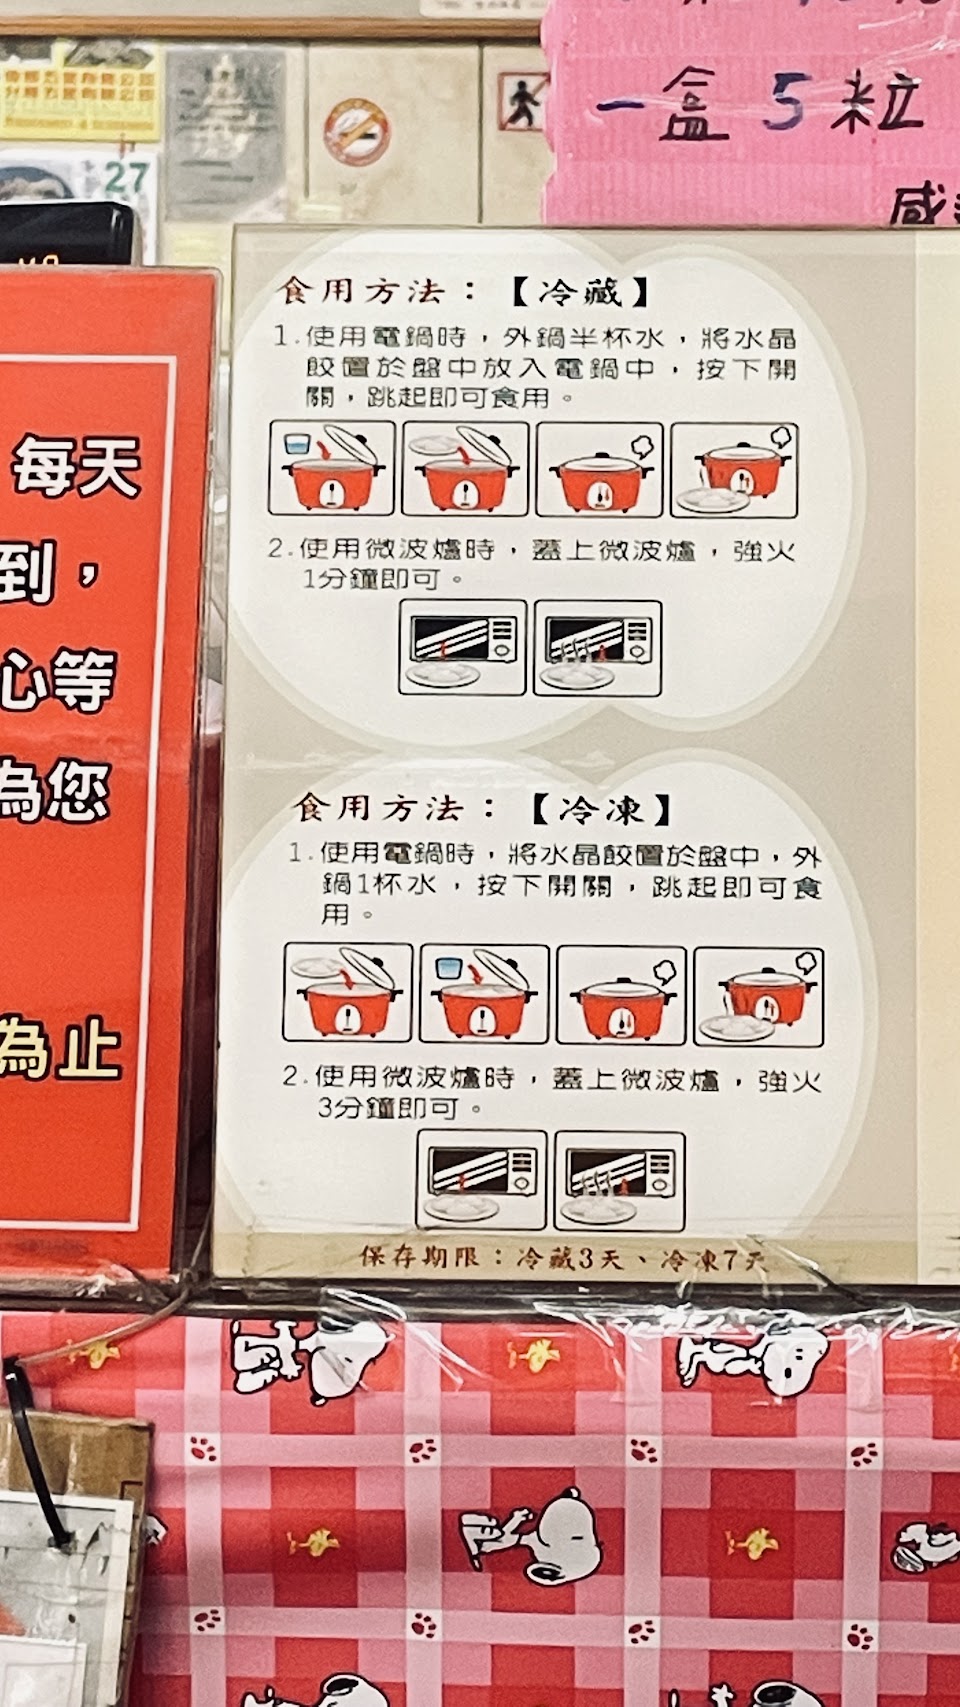 一盒 5 粒
27
每天
到，
心等
為您
為止
食用方法：【冷藏】
1.使用電鍋時，外鍋半杯水，將水晶
餃置於盤中放入電鍋中，按下開
關，跳起即可食用。
2.使用微波爐時，蓋上微波爐，強火
1分鐘即可。
食用方法：【冷凍】
1.使用電鍋時，將水晶餃置於盤中，外
鍋1杯水，按下開關，跳起即可食
用。
2.使用微波爐時，蓋上微波爐，強火
3分鐘即可。
保存期限：冷藏3天、冷凍7天